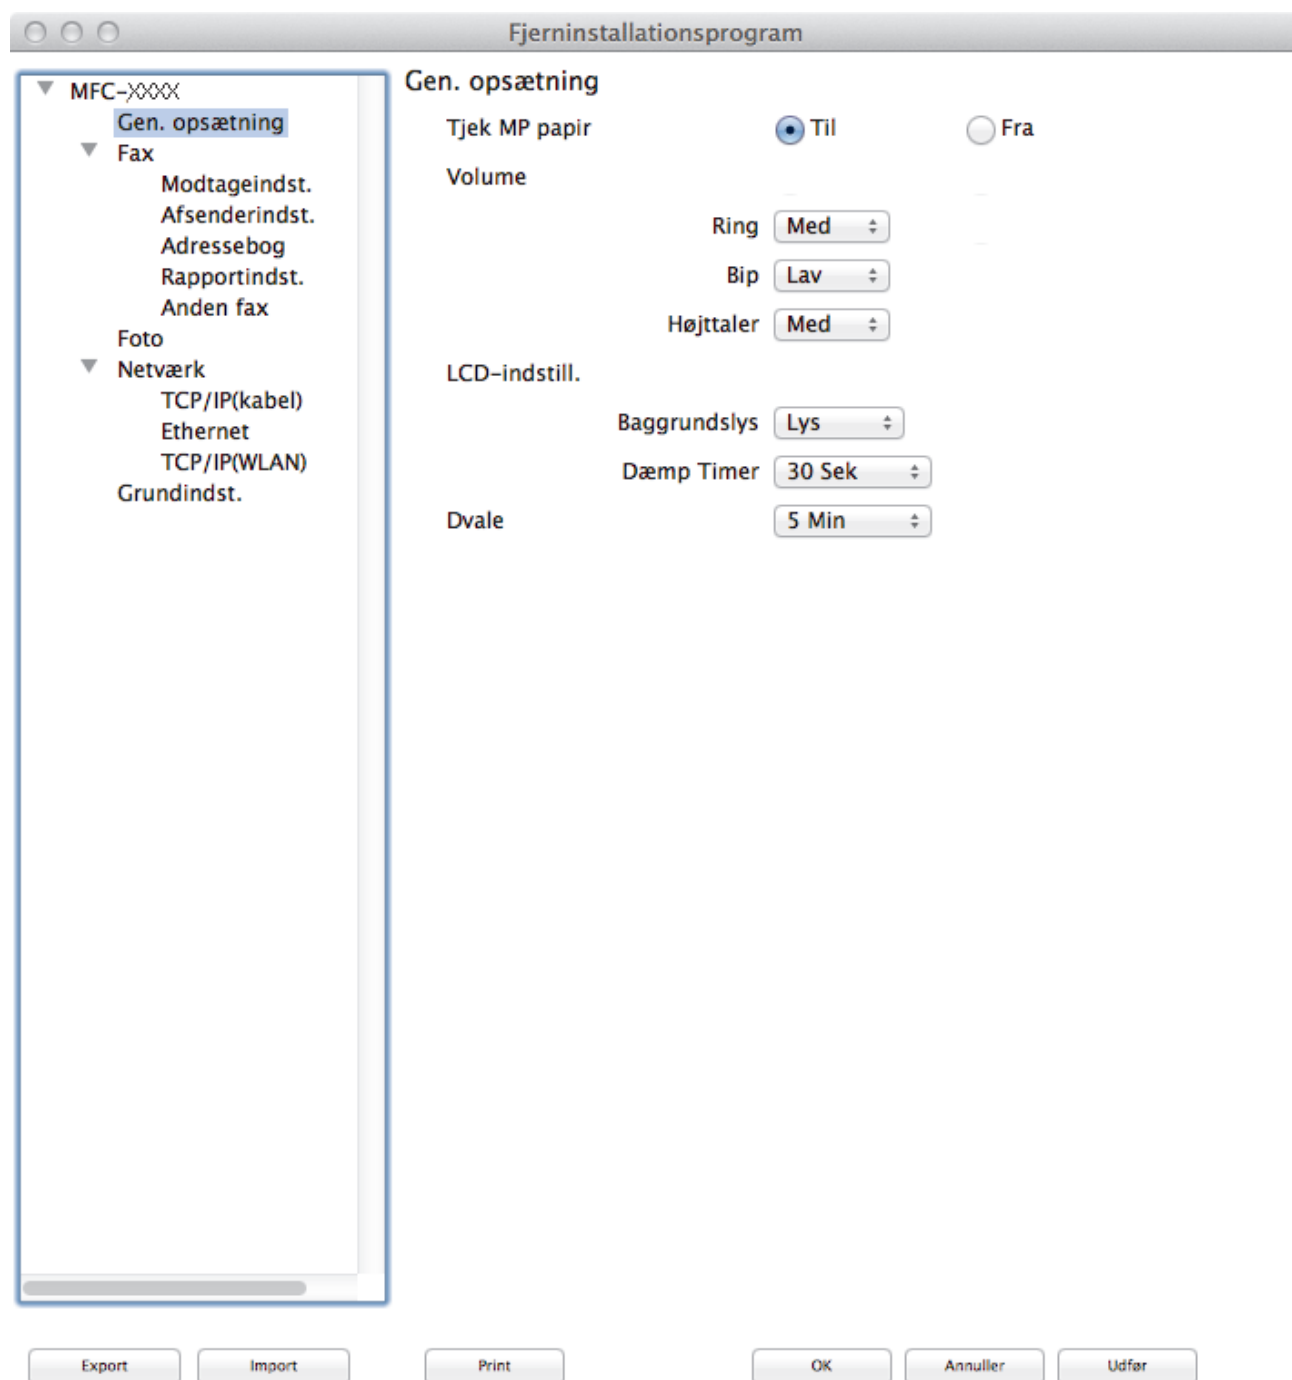 Fjerninstallationsprogram
MFC-XXXX
Gen. opsætning
Fax
Modtageindst.
Afsenderindst.
Adressebog
Rapportindst.
Anden fax
Foto
Netværk
TCP/IP(kabel)
Ethernet
TCP/IP(WLAN)
Grundindst.
Gen. opsætning
Tjek MP papir Til Fra
Volume
Ring Med
Bip Lav
Højttaler Med
LCD-indstill.
Baggrundslys Lys
Dæmp Timer 30 Sek
Dvale 5 Min
Export Import Print OK Annuller Udfør